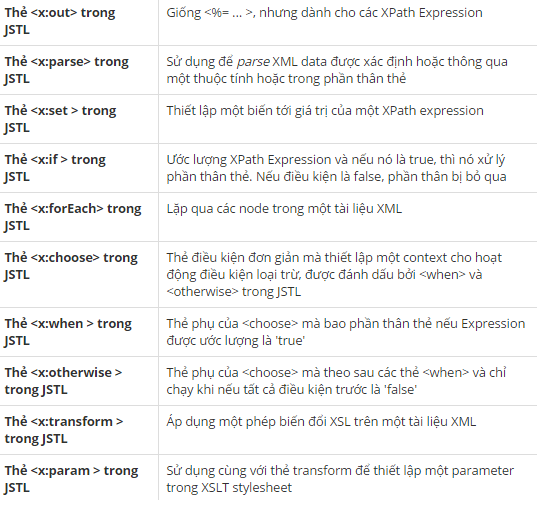 Thẻ <x:out> trong
JSTL
Giống <%= ... >, nhưng dành cho các XPath Expression
Thẻ <x:parse> trong
JSTL
Sử dụng để parse XML data được xác định hoặc thông qua
một thuộc tính hoặc trong phần thân thẻ
Thẻ <x:set > trong
JSTL
Thiết lập một biến tới giá trị của một XPath expression
Thẻ <x:if > trong
JSTL
Ước lượng XPath Expression và nếu nó là true, thì nó xử lý
phần thân thẻ. Nếu điều kiện là false, phần thân bị bỏ qua
Thẻ <x:forEach> trong
JSTL
Lặp qua các node trong một tài liệu XML
Thẻ <x:choose> trong
JSTL
Thẻ điều kiện đơn giản mà thiết lập một context cho hoạt
động điều kiện loại trừ, được đánh dấu bởi <when> và
<otherwise> trong JSTL
Thẻ <x:when > trong
JSTL
Thẻ phụ của <choose> mà bao phần thân thẻ nếu Expression
được ước lượng là 'true'
Thẻ <x:otherwise >
trong JSTL
Thẻ phụ của <choose> mà theo sau các thẻ <when> và chỉ
chạy khi nếu tất cả điều kiện trước là 'false'
Thẻ <x:transform >
trong JSTL
Áp dụng một phép biến đổi XSL trên một tài liệu XML
Thẻ <x:param > trong
JSTL
Sử dụng cùng với thẻ transform để thiết lập một parameter
trong XSLT stylesheet